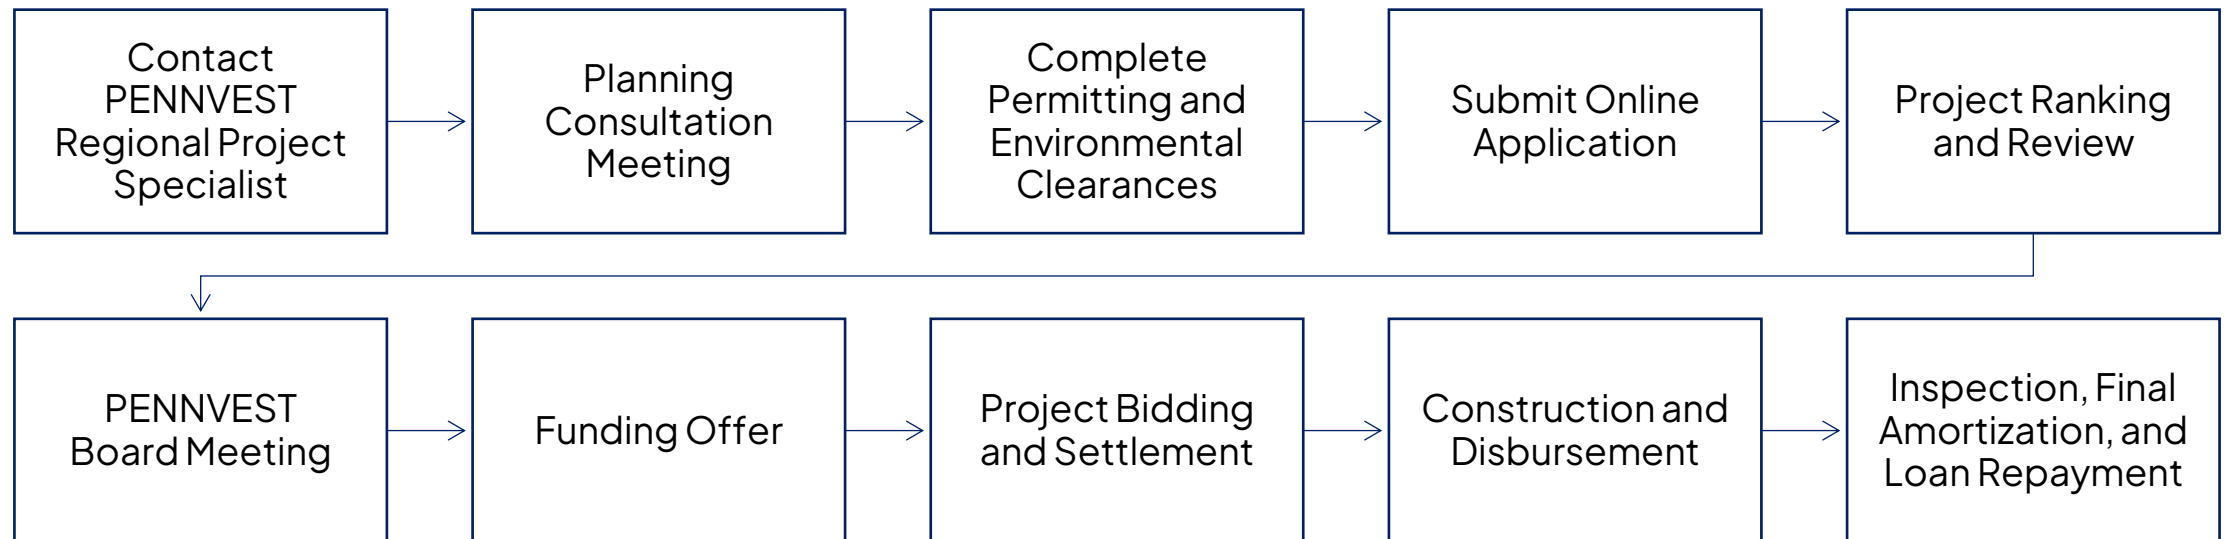 Contact
PENNVEST
Regional Project
Specialist
Planning
Consultation
Meeting
Complete
Permitting and
Environmental
Clearances
Submit Online
Application
Project Ranking
and Review
PENNVEST
Board Meeting
Funding Offer
Project Bidding
and Settlement
Construction and
Disbursement
Inspection, Final
Amortization, and
Loan Repayment